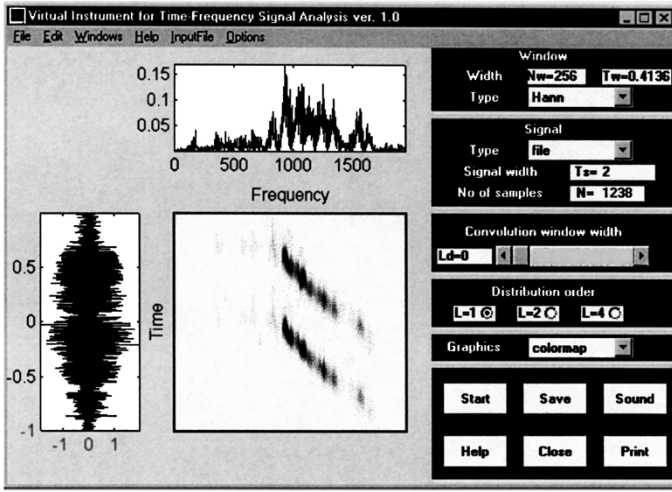 Virtual Instrument for Time-Frequency Signal Analysis ver. 1.0
File Edit Windows Help InputFile Options
Window
Width Nw=256 Tw=0.4136
Type Hann
Signal
Type file
Signal width Ts= 2
No of samples N= 1238
Convolution window width
Ld=0
Distribution order
L=1 L=2 L=4
Graphics colormap
Start Save Sound
Help Close Print
0.15
0.1
0.05
0 500 1000 1500
Frequency
0.5
0
-0.5
-1
-1 0 1
Time